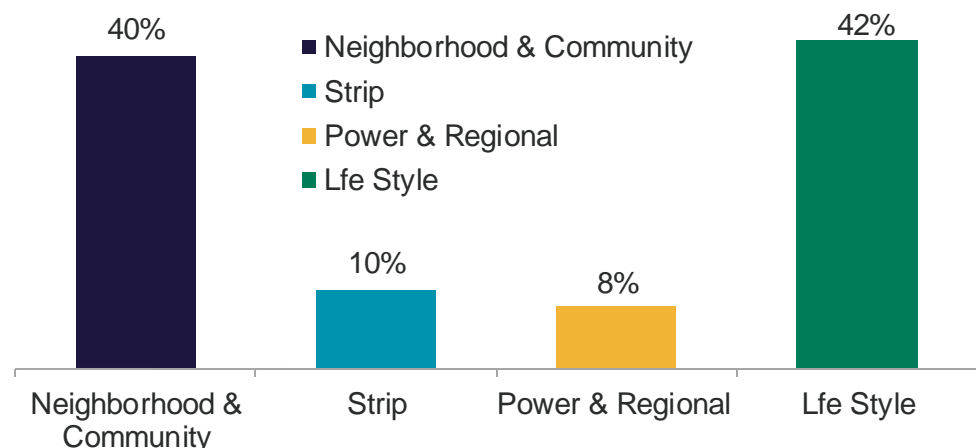 40%
42%
Neighborhood & Community
Strip
Power & Regional
Lfe Style
10%
8%
Neighborhood &
Community
Strip
Power & Regional
Lfe Style